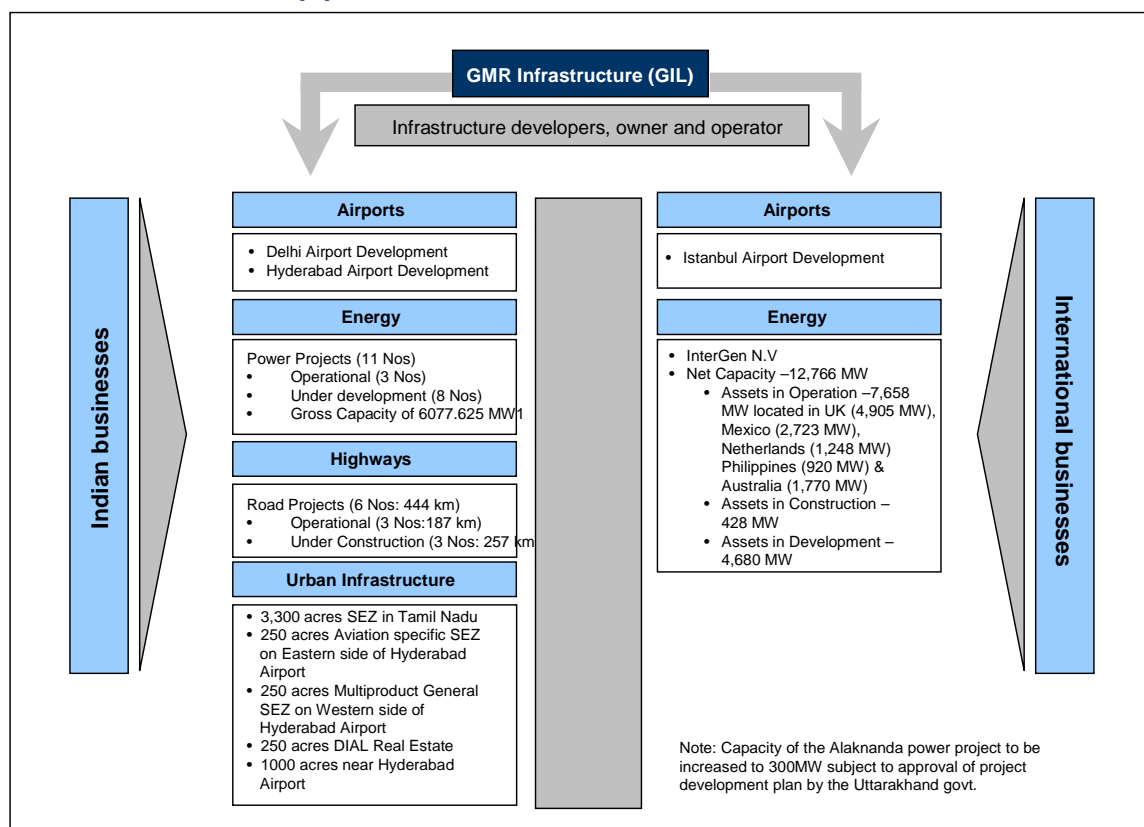 GMR Infrastructure (GIL)
Infrastructure developers, owner and operator
Indian businesses
Airports
• Delhi Airport Development
• Hyderabad Airport Development
Energy
Power Projects (11 Nos)
• Operational (3 Nos)
• Under development (8 Nos)
• Gross Capacity of 6077.625 MW1
Highways
Road Projects (6 Nos: 444 km)
• Operational (3 Nos:187 km)
• Under Construction (3 Nos: 257 km
Urban Infrastructure
• 3,300 acres SEZ in Tamil Nadu
• 250 acres Aviation specific SEZ
on Eastern side of Hyderabad
Airport
• 250 acres Multiproduct General
SEZ on Western side of
Hyderabad Airport
• 250 acres DIAL Real Estate
• 1000 acres near Hyderabad
Airport
Airports
• Istanbul Airport Development
Energy
• InterGen N.V
• Net Capacity –12,766 MW
• Assets in Operation –7,658
MW located in UK (4,905 MW),
Mexico (2,723 MW),
Netherlands (1,248 MW)
Philippines (920 MW) &
Australia (1,770 MW)
• Assets in Construction –
428 MW
• Assets in Development –
4,680 MW
International businesses
Note: Capacity of the Alaknanda power project to be
increased to 300MW subject to approval of project
development plan by the Uttarakhand govt.